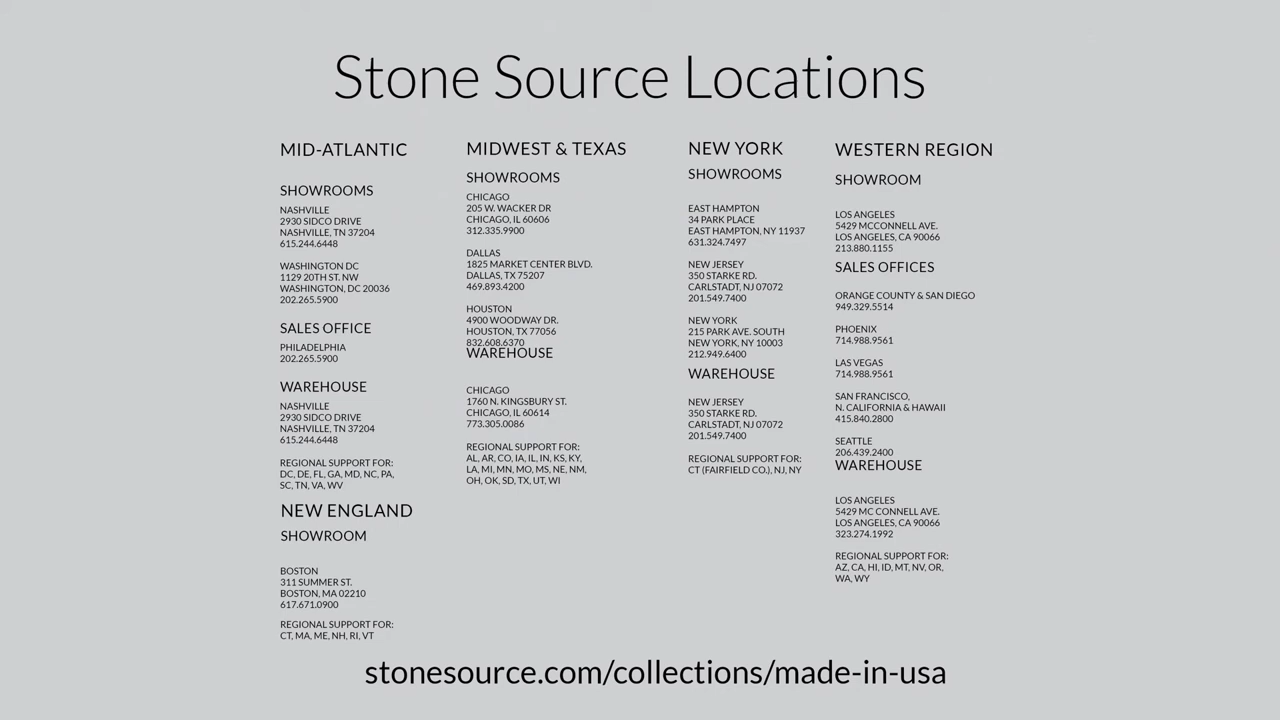 Stone Source Locations
MID-ATLANTIC
SHOWROOMS
NASHVILLE
2930 SIDCO DRIVE
NASHVILLE, TN 37204
615.244.6448
WASHINGTON DC
1129 20TH ST. NW
WASHINGTON, DC 20036
202.265.5900
SALES OFFICE
PHILADELPHIA
202.265.5900
WAREHOUSE
NASHVILLE
2930 SIDCO DRIVE
NASHVILLE, TN 37204
615.244.6448
REGIONAL SUPPORT FOR:
DC, DE, FL, GA, MD, NC, PA,
SC, TN, VA, WV
NEW ENGLAND
SHOWROOM
BOSTON
311 SUMMER ST.
BOSTON, MA 02210
617.671.0900
REGIONAL SUPPORT FOR:
CT, MA, ME, NH, RI, VT
MIDWEST & TEXAS
SHOWROOMS
CHICAGO
205 W. WACKER DR
CHICAGO, IL 60606
312.335.9900
DALLAS
1825 MARKET CENTER BLVD.
DALLAS, TX 75207
469.893.4200
HOUSTON
4900 WOODWAY DR.
HOUSTON, TX 77056
832.608.6370
WAREHOUSE
CHICAGO
1760 N. KINGSBURY ST.
CHICAGO, IL 60614
773.305.0086
REGIONAL SUPPORT FOR:
AL, AR, CO, IA, IL, IN, KS, KY,
LA, MI, MN, MO, MS, NE, NM,
OH, OK, SD, TX, UT, WI
NEW YORK
SHOWROOMS
EAST HAMPTON
34 PARK PLACE
EAST HAMPTON, NY 11937
631.324.7497
NEW JERSEY
350 STARKE RD.
CARLSTADT, NJ 07072
201.549.7400
NEW YORK
215 PARK AVE. SOUTH
NEW YORK, NY 10003
212.949.6400
WAREHOUSE
NEW JERSEY
350 STARKE RD.
CARLSTADT, NJ 07072
201.549.7400
REGIONAL SUPPORT FOR:
CT (FAIRFIELD CO.), NJ, NY
WESTERN REGION
SHOWROOM
LOS ANGELES
5429 MCCONNELL AVE.
LOS ANGELES, CA 90066
213.880.1155
SALES OFFICES
ORANGE COUNTY & SAN DIEGO
949.329.5514
PHOENIX
714.988.9561
LAS VEGAS
714.988.9561
SAN FRANCISCO,
N. CALIFORNIA & HAWAII
415.840.2800
SEATTLE
206.439.2400
WAREHOUSE
LOS ANGELES
5429 MC CONNELL AVE.
LOS ANGELES, CA 90066
323.274.1992
REGIONAL SUPPORT FOR:
AZ, CA, HI, ID, MT, NV, OR,
WA, WY
stonesource.com/collections/made-in-usa